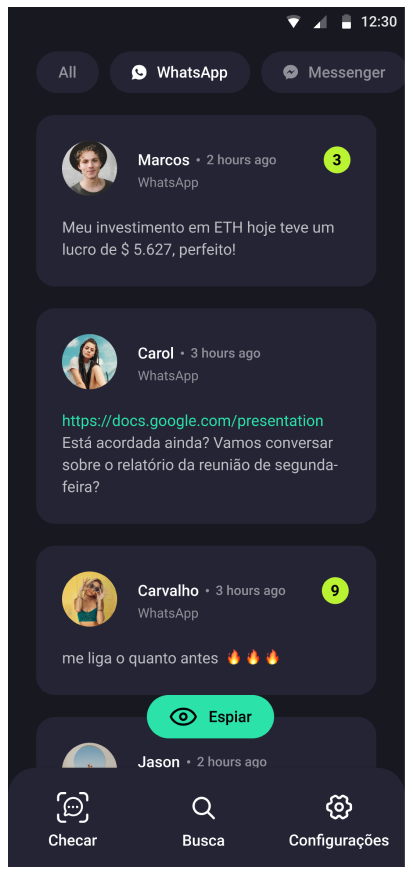 12:30
All
WhatsApp
Messenger
Marcos • 2 hours ago
3
WhatsApp
Meu investimento em ETH hoje teve um
lucro de $ 5.627, perfeito!
Carol • 3 hours ago
WhatsApp
https://docs.google.com/presentation
Está acordada ainda? Vamos conversar
sobre o relatório da reunião de segunda-
feira?
Carvalho • 3 hours ago
9
WhatsApp
me liga o quanto antes 🔥🔥🔥
Espiar
Jason • 2 hours ago
Checar
Busca
Configurações